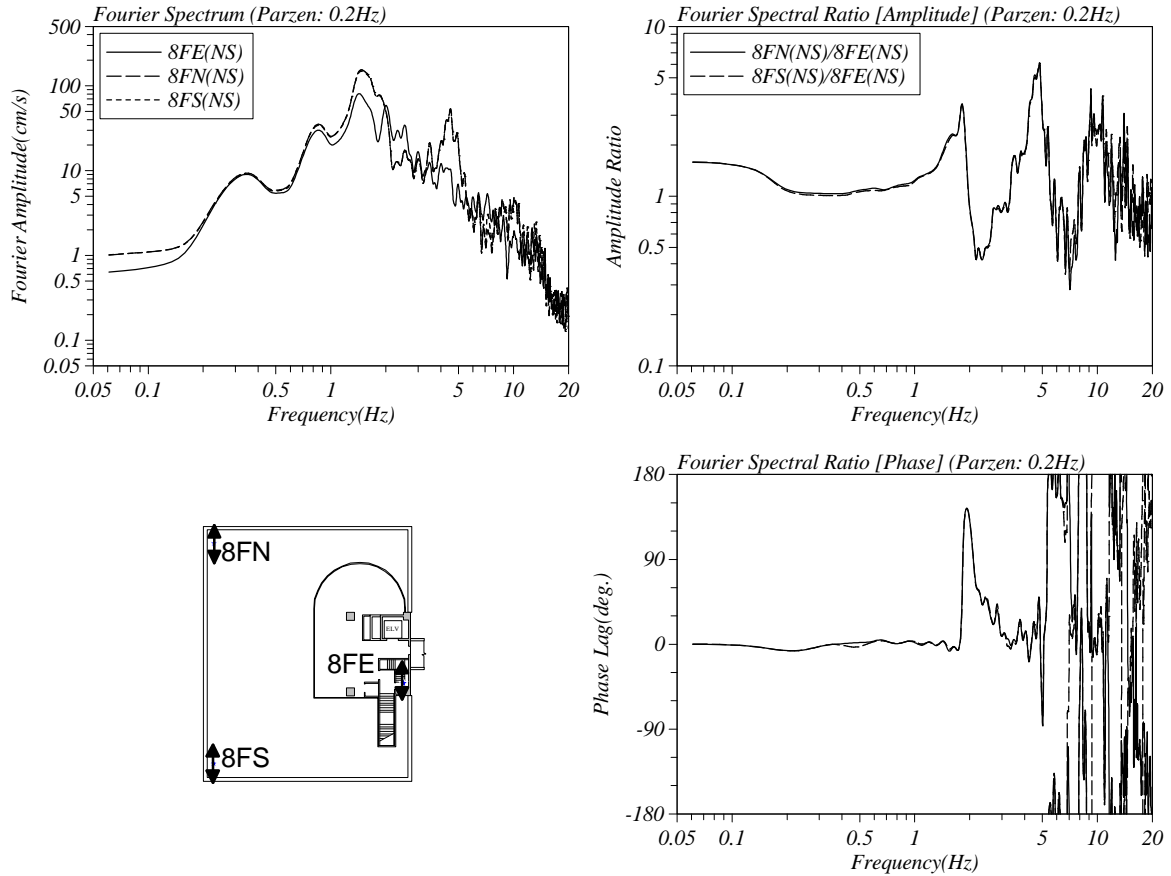 Fourier Spectrum (Parzen: 0.2Hz)
500
100
50
10
5
1
0.5
0.1
0.05
Fourier Amplitude(cm/s)
8FE(NS)
8FN(NS)
8FS(NS)
0.05 0.1 0.5 1 5 10 20
Frequency(Hz)
Fourier Spectral Ratio [Amplitude] (Parzen: 0.2Hz)
10
5
1
0.5
0.1
Amplitude Ratio
8FN(NS)/8FE(NS)
8FS(NS)/8FE(NS)
0.05 0.1 0.5 1 5 10 20
Frequency(Hz)
8FN
ELV
8FE
8FS
Fourier Spectral Ratio [Phase] (Parzen: 0.2Hz)
180
90
0
-90
-180
Phase Lag(deg.)
0.05 0.1 0.5 1 5 10 20
Frequency(Hz)